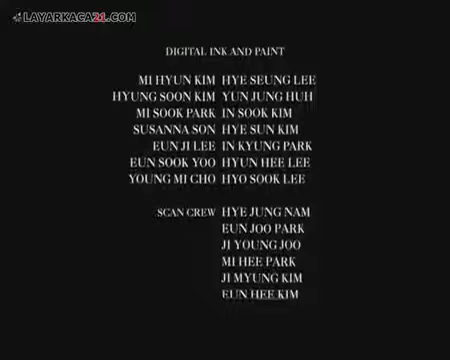 LAYARKACA21.COM
DIGITAL INK AND PAINT
MI HYUN KIM HYE SEUNG LEE
HYUNG SOON KIM YUN JUNG HUH
MI SOOK PARK IN SOOK KIM
SUSANNA SON HYE SUN KIM
EUN JI LEE IN KYUNG PARK
EUN SOOK YOO HYUN HEE LEE
YOUNG MI CHO HYO SOOK LEE
SCAN CREW HYE JUNG NAM
EUN JOO PARK
JI YOUNG JOO
MI HEE PARK
JI MYUNG KIM
EUN HEE KIM